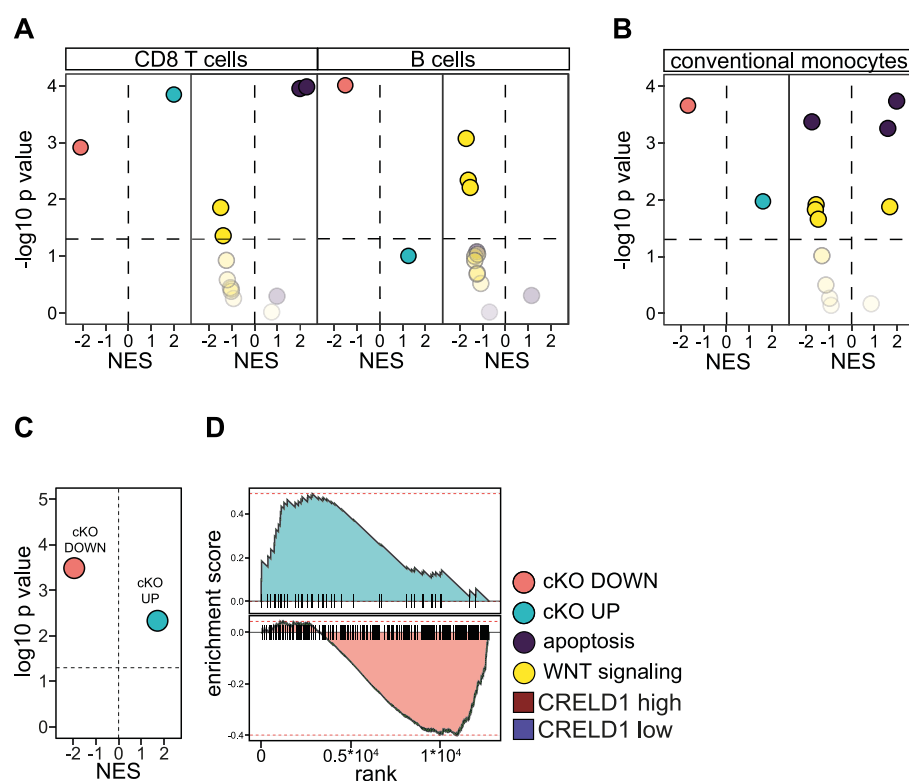 A
B
CD8 T cells
B cells
conventional monocytes
-log10 p value
4
3
2
1
0
-2 -1 0 1 2
-2 -1 0 1 2
-2 -1 0 1 2
-2 -1 0 1 2
NES
NES
NES
NES
-log10 p value
4
3
2
1
0
-2 -1 0 1 2
-2 -1 0 1 2
NES
NES
C
D
log10 p value
5
4
3
2
1
0
cKO
DOWN
cKO
UP
-2 -1 0 1 2
NES
enrichment score
0.4
0.2
0.0
0.0
-0.2
-0.4
0
0.5*10⁴
1*10⁴
rank
cKO DOWN
cKO UP
apoptosis
WNT signaling
CRELD1 high
CRELD1 low